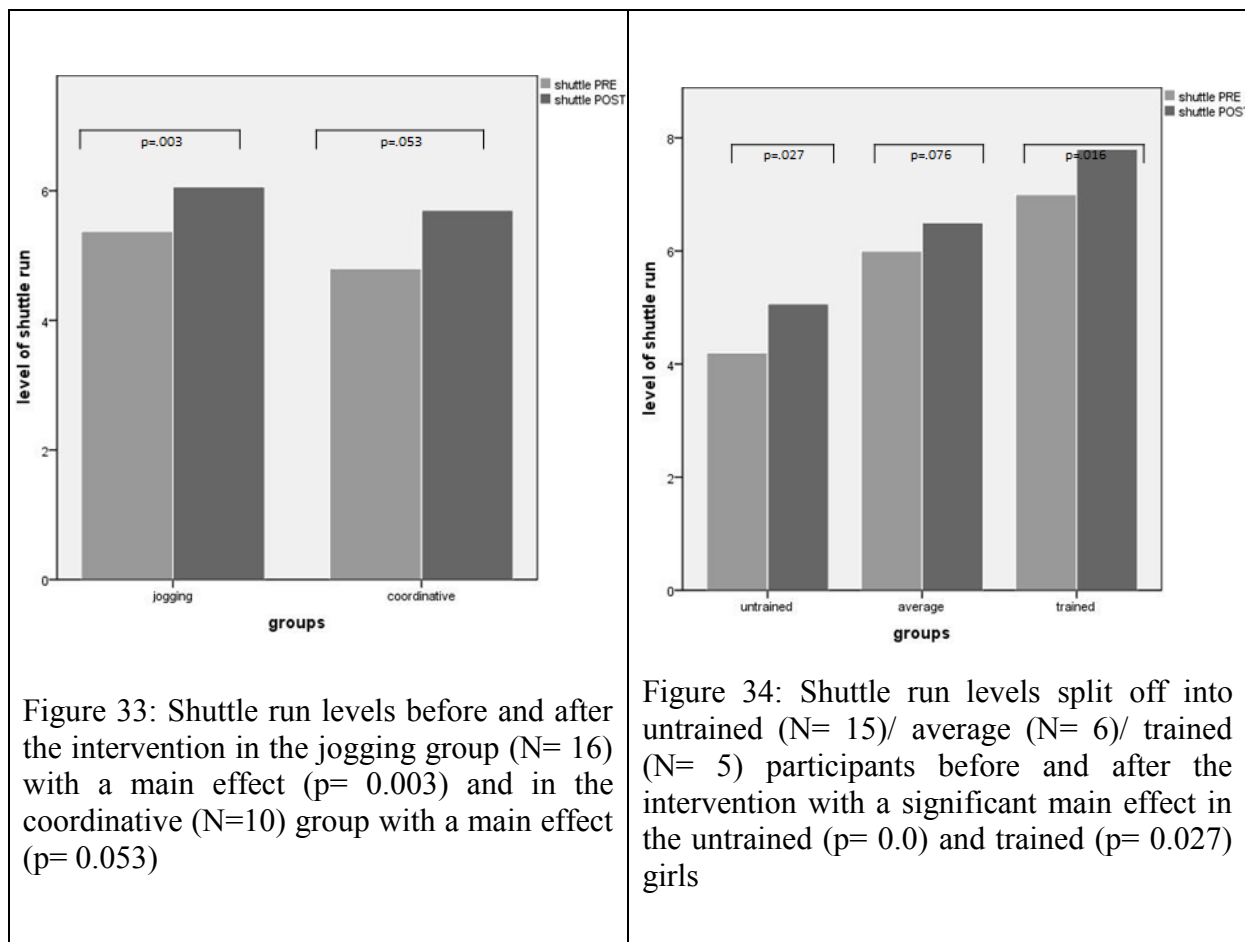 shuttle PRE
shuttle POST
p=.003
p=.053
6
4
2
0
level of shuttle run
jogging
coordinative
groups
Figure 33: Shuttle run levels before and after
the intervention in the jogging group (N= 16)
with a main effect (p= 0.003) and in the
coordinative (N=10) group with a main effect
(p= 0.053)
shuttle PRE
shuttle POST
p=.027
p=.076
p=.016
8
6
4
2
0
level of shuttle run
untrained
average
trained
groups
Figure 34: Shuttle run levels split off into
untrained (N= 15)/ average (N= 6)/ trained
(N= 5) participants before and after the
intervention with a significant main effect in
the untrained (p= 0.0) and trained (p= 0.027)
girls